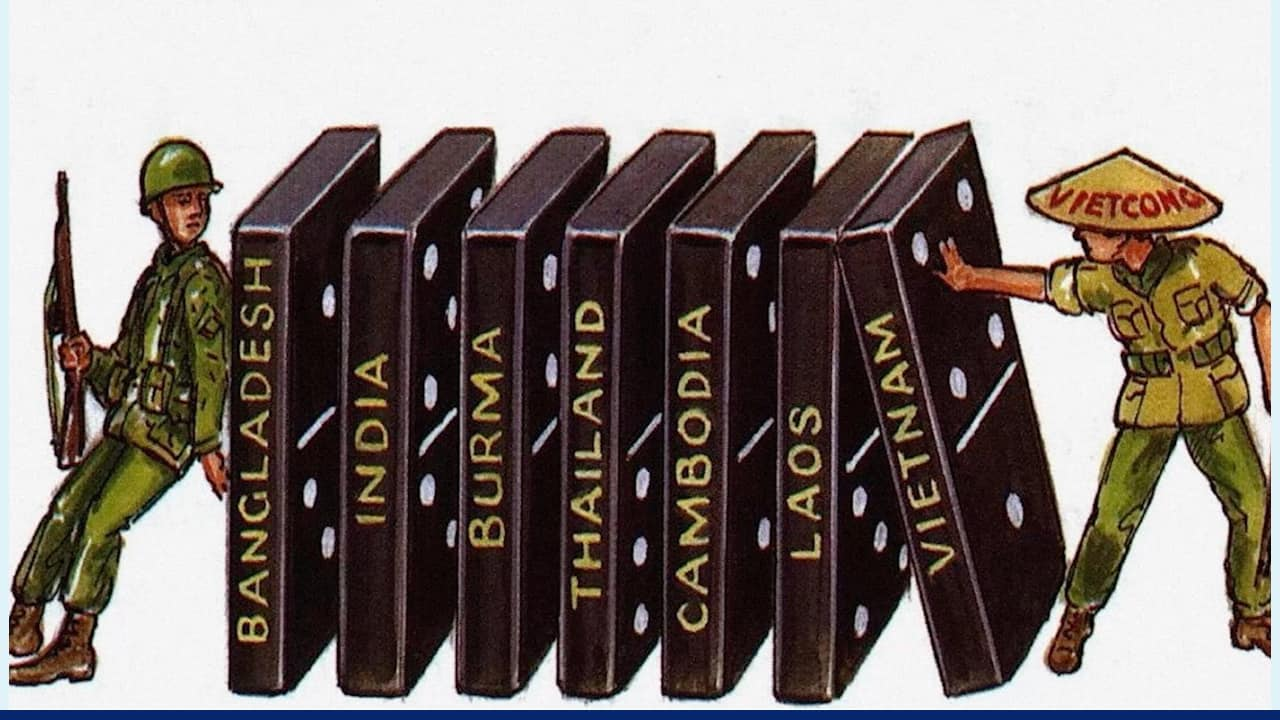 BANGLADESH
INDIA
BURMA
THAILAND
CAMBODIA
LAOS
VIETNAM
VIETCONG